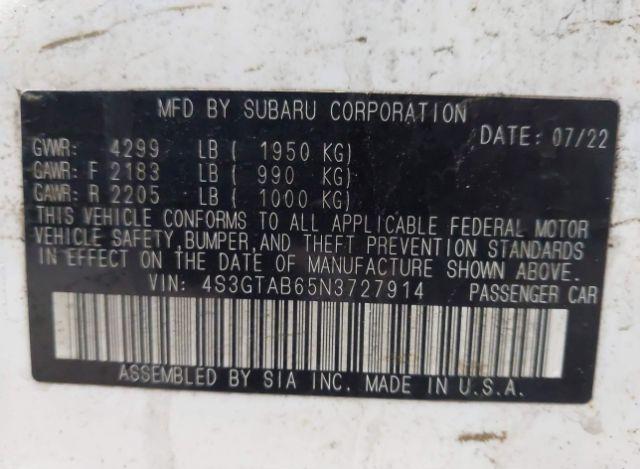 MFD BY SUBARU CORPORATION
DATE: 07/22
GVWR: 4299 LB ( 1950 KG)
GAWR: F 2183 LB ( 990 KG)
GAWR: R 2205 LB ( 1000 KG)
THIS VEHICLE CONFORMS TO ALL APPLICABLE FEDERAL MOTOR
VEHICLE SAFETY, BUMPER, AND THEFT PREVENTION STANDARDS
IN EFFECT ON THE DATE OF MANUFACTURE SHOWN ABOVE.
VIN: 4S3GTAB65N3727914 PASSENGER CAR
ASSEMBLED BY SIA INC. MADE IN U.S.A.